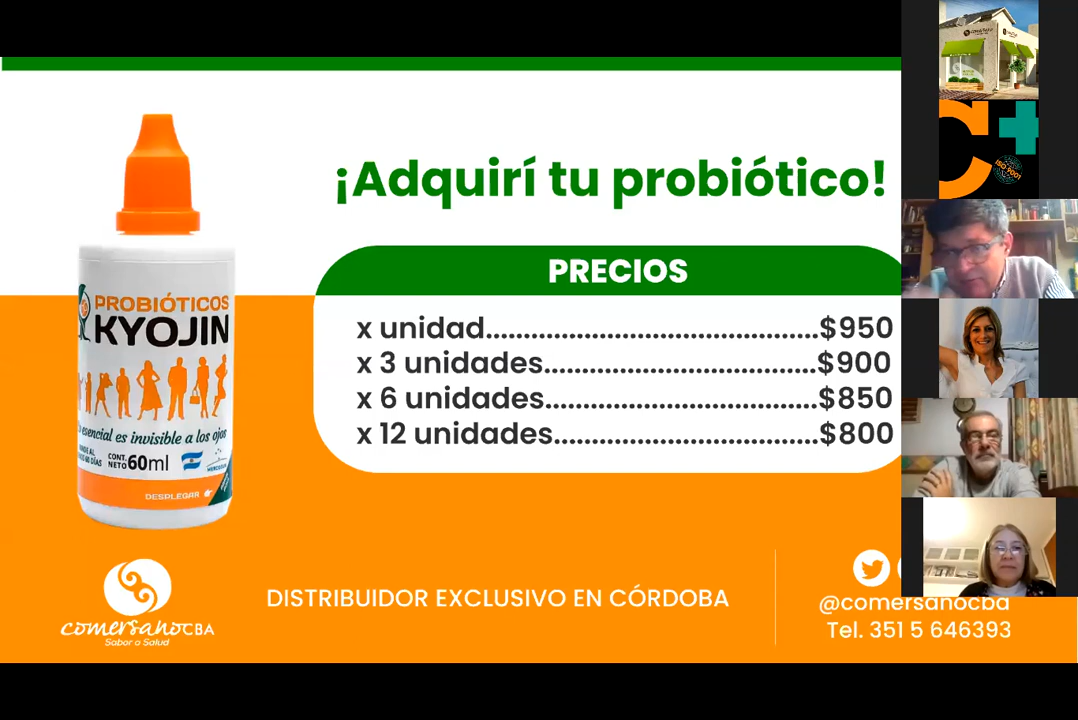 ¡Adquirí tu probiótico!
PRECIOS
x unidad.....................................................$950
x 3 unidades...........................................$900
x 6 unidades...........................................$850
x 12 unidades..........................................$800
PROBIÓTICOS
KYOJIN
esencial es invisible a los ojos
CONT.
NETO 60ml
DESPLEGAR
comersanoCBA
Sabor a Salud
DISTRIBUIDOR EXCLUSIVO EN CÓRDOBA
@comersanocba
Tel. 351 5 646393
C+
ISO 9001